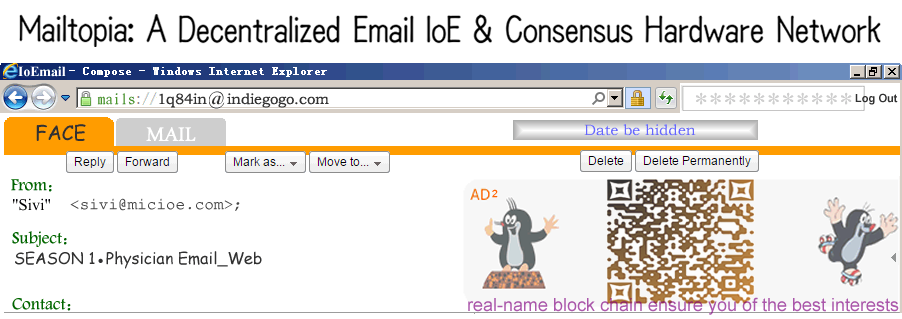 Mailtopia: A Decentralized Email IoE & Consensus Hardware Network
IoEmail - Compose - Windows Internet Explorer
mails://1q84in@indiegogo.com
*********** Log Out
FACE MAIL
Date be hidden
Reply Forward Mark as... Move to... Delete Delete Permanently
From:
"Sivi" <sivi@micioe.com>;
AD²
Subject:
SEASON 1•Physician Email_Web
Contact:
real-name block chain ensure you of the best interests